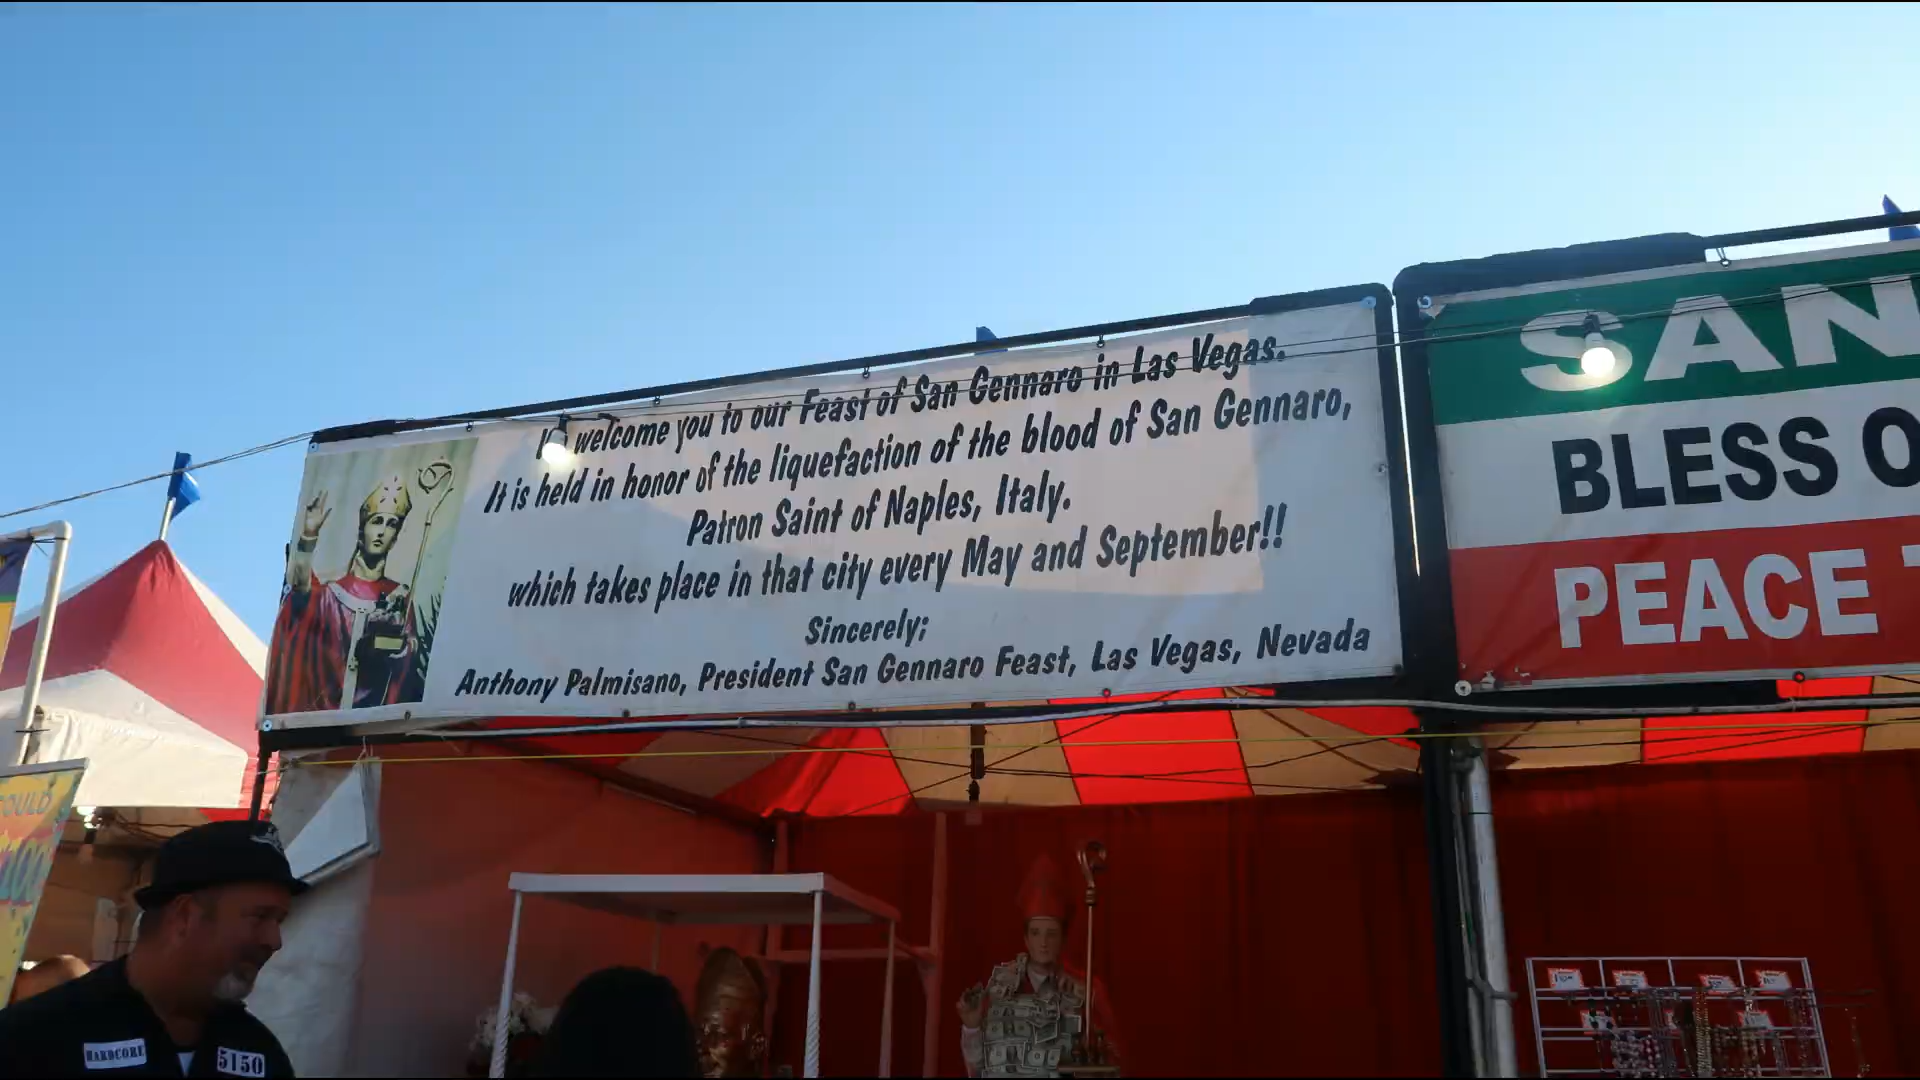 welcome you to our Feast of San Gennaro in Las Vegas.
It is held in honor of the liquefaction of the blood of San Gennaro,
Patron Saint of Naples, Italy.
which takes place in that city every May and September!!
Sincerely;
Anthony Palmisano, President San Gennaro Feast, Las Vegas, Nevada
SAN
BLESS O
PEACE
OULD
HARDCORE
5150